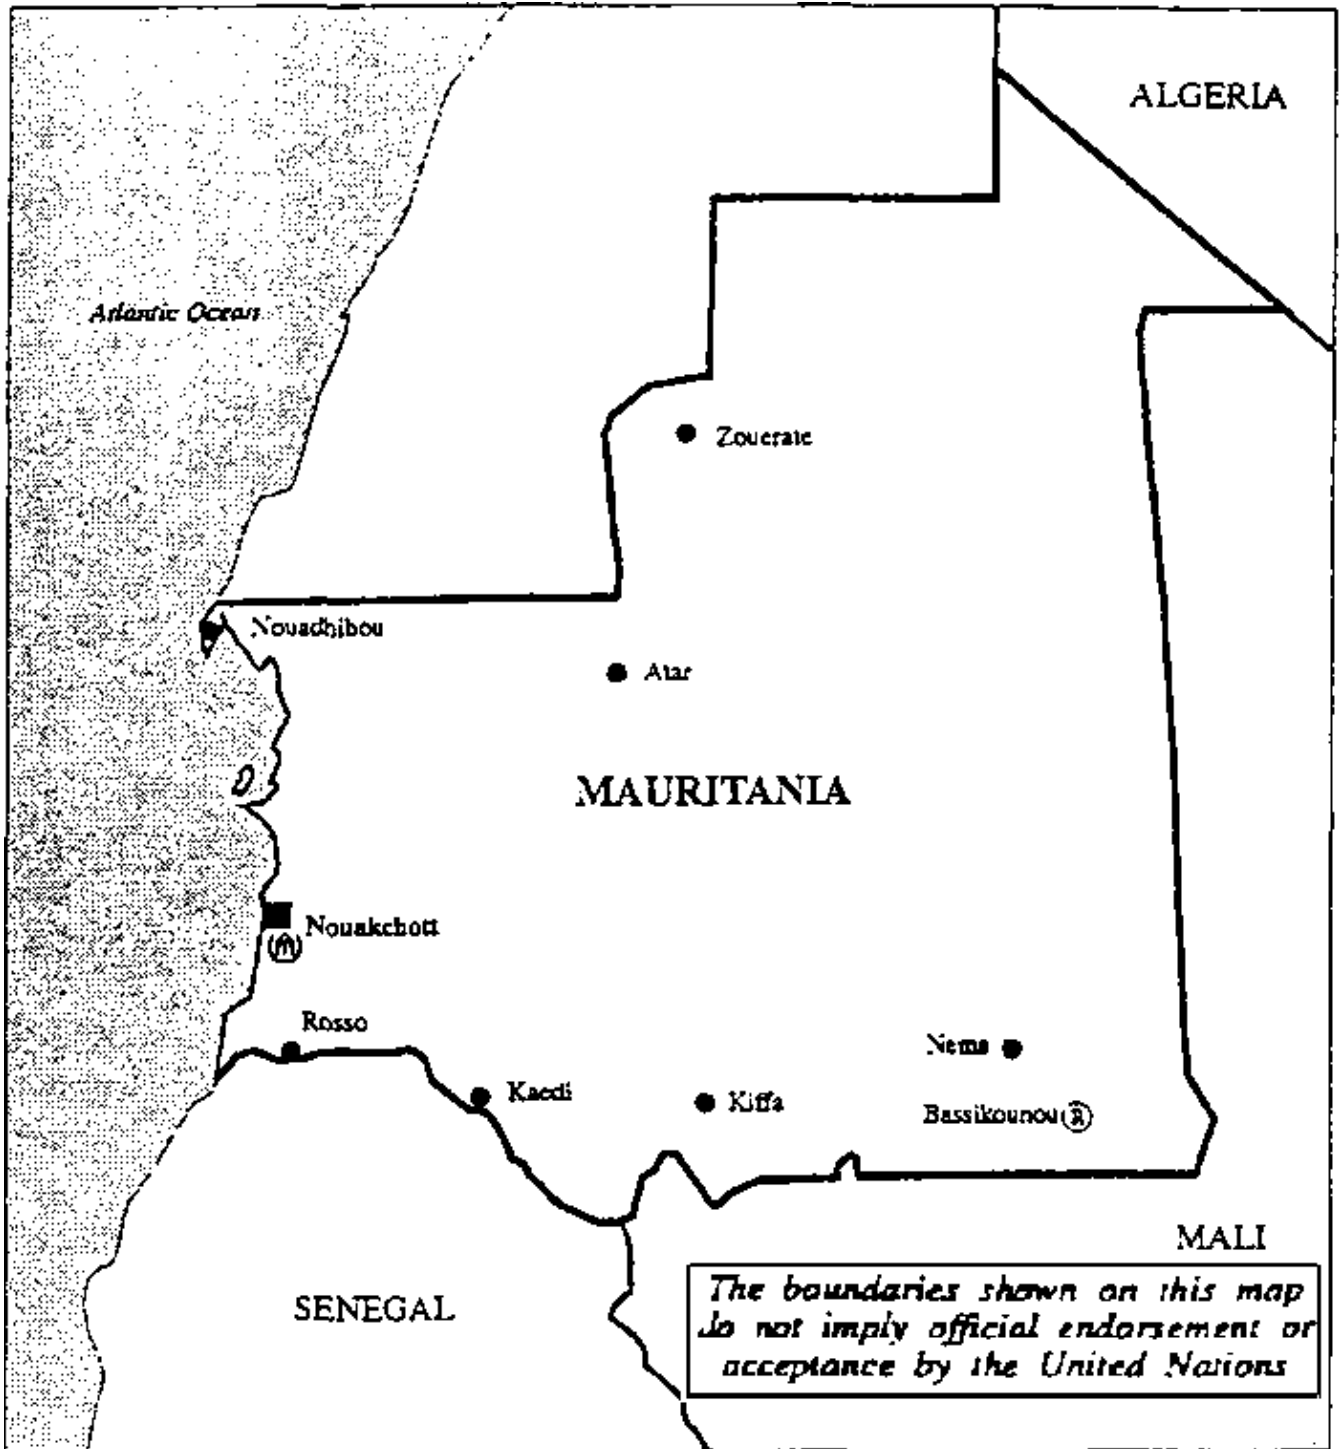 ALGERIA
Atlantic Ocean
Zouerate
Nouadhibou
Atar
MAURITANIA
Nouakchott
Rosso
Nema
Kaedi
Kiffa
Bassikounou
MALI
SENEGAL
The boundaries shown on this map
do not imply official endorsement or
acceptance by the United Nations